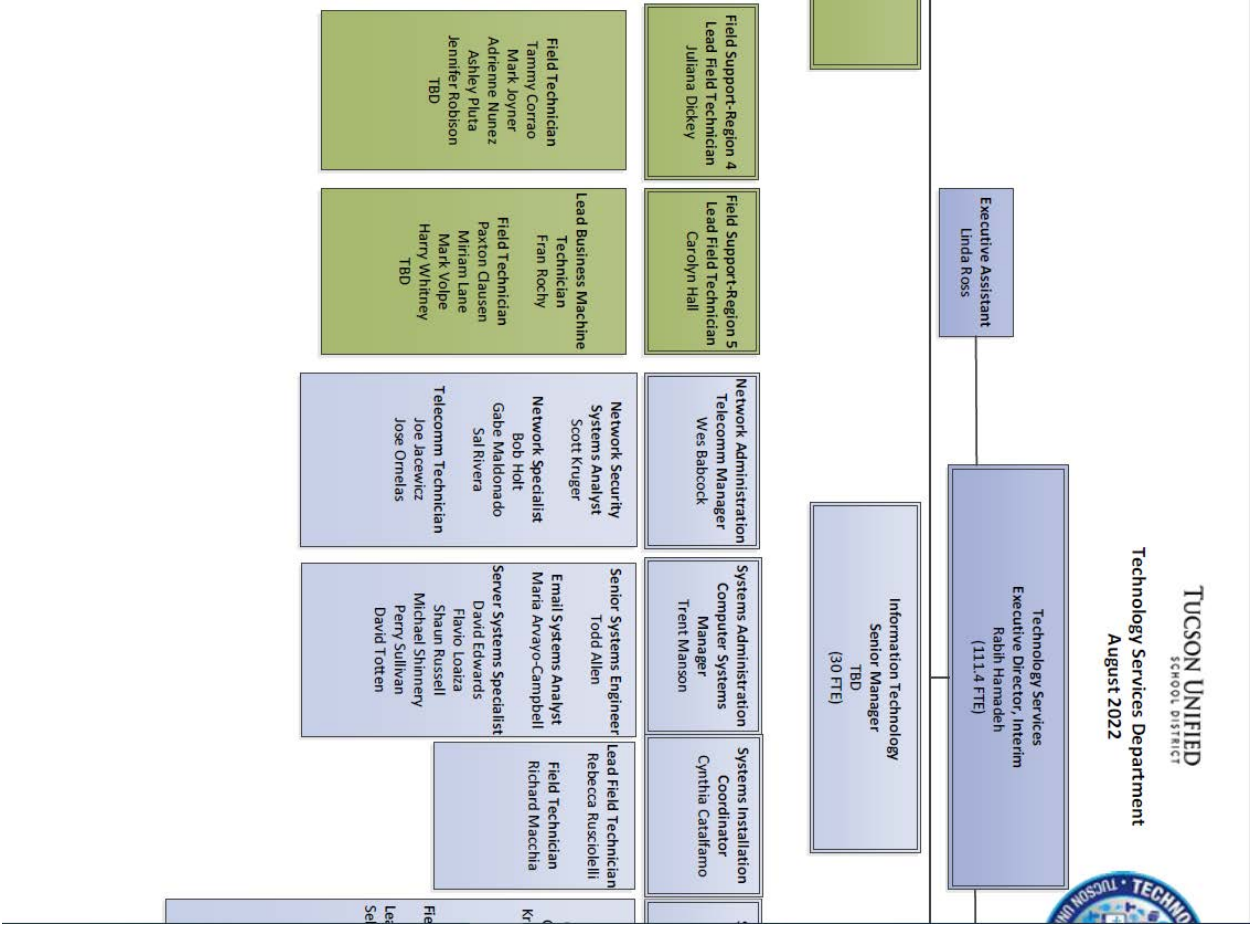 TUCSON UNIFIED
SCHOOL DISTRICT
Technology Services Department
August 2022
TECHNO
TUCSON UN
Technology Services
Executive Director, Interim
Rabih Hamadeh
(111.4 FTE)
Executive Assistant
Linda Ross
Information Technology
Senior Manager
TBD
(30 FTE)
Field Support-Region 4
Lead Field Technician
Juliana Dickey
Field Technician
Tammy Corrao
Mark Joyner
Adrienne Nunez
Ashley Pluta
Jennifer Robison
TBD
Field Support-Region 5
Lead Field Technician
Carolyn Hall
Lead Business Machine
Technician
Fran Rochy
Field Technician
Paxton Clausen
Miriam Lane
Mark Volpe
Harry Whitney
TBD
Network Administration
Telecomm Manager
Wes Babcock
Network Security
Systems Analyst
Scott Kruger
Network Specialist
Bob Holt
Gabe Maldonado
Sal Rivera
Telecomm Technician
Joe Jacewicz
Jose Ornelas
Systems Administration
Computer Systems
Manager
Trent Manson
Senior Systems Engineer
Todd Allen
Email Systems Analyst
Maria Arvayo-Campbell
Server Systems Specialist
David Edwards
Flavio Loaiza
Shaun Russell
Michael Shinnery
Perry Sullivan
David Totten
Systems Installation
Coordinator
Cynthia Catalfamo
Lead Field Technician
Rebecca Rusciolelli
Field Technician
Richard Macchia
Kr
Fie
Lea
Sel